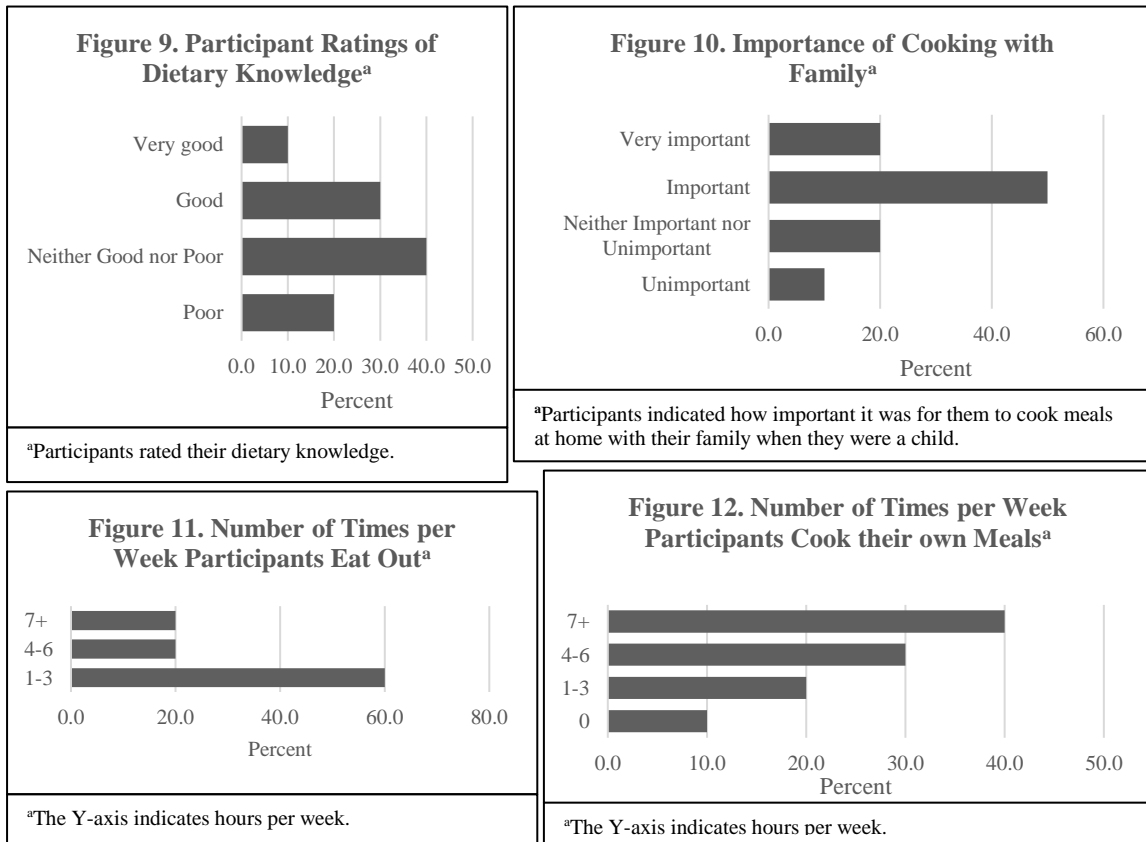 Figure 9. Participant Ratings of
Dietary Knowledgeᵃ
Very good
Good
Neither Good nor Poor
Poor
0.0 10.0 20.0 30.0 40.0 50.0
Percent
ᵃParticipants rated their dietary knowledge.
Figure 10. Importance of Cooking with
Familyᵃ
Very important
Important
Neither Important nor
Unimportant
Unimportant
0.0 20.0 40.0 60.0
Percent
ᵃParticipants indicated how important it was for them to cook meals
at home with their family when they were a child.
Figure 11. Number of Times per
Week Participants Eat Outᵃ
7+
4-6
1-3
0.0 20.0 40.0 60.0 80.0
Percent
ᵃThe Y-axis indicates hours per week.
Figure 12. Number of Times per Week
Participants Cook their own Mealsᵃ
7+
4-6
1-3
0
0.0 10.0 20.0 30.0 40.0 50.0
Percent
ᵃThe Y-axis indicates hours per week.